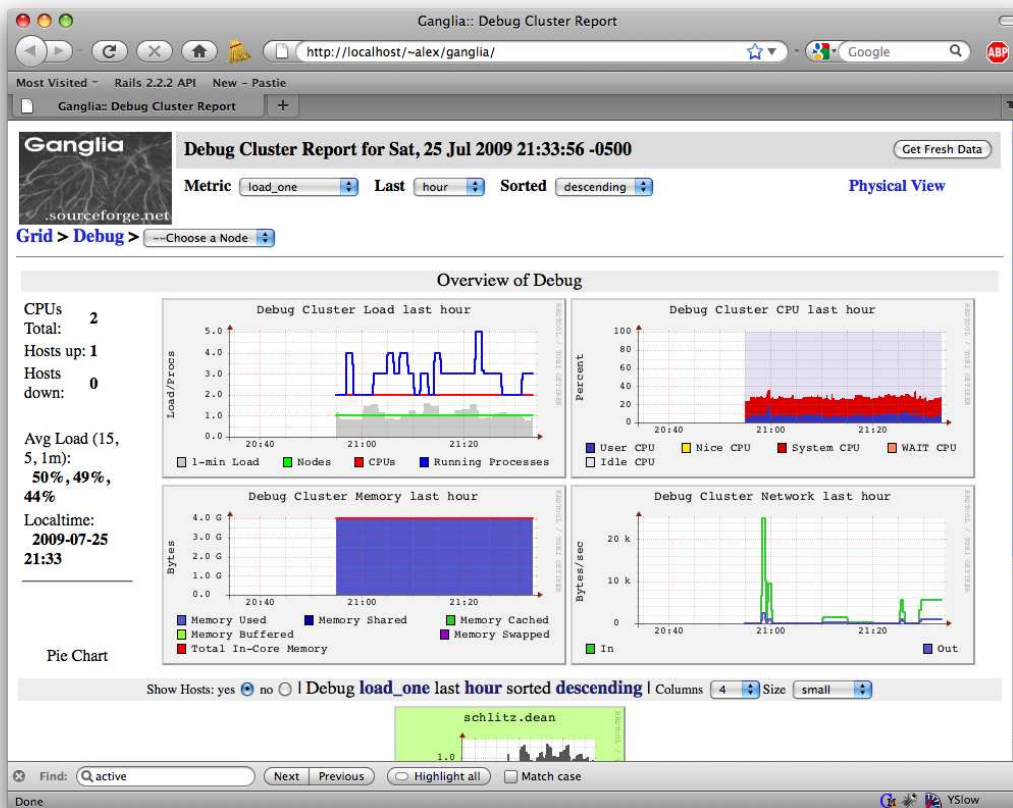 Ganglia:: Debug Cluster Report
http://localhost/~alex/ganglia/
Google
ABP
Most Visited
Rails 2.2.2 API
New - Pastie
Ganglia:: Debug Cluster Report
+
Ganglia
.sourceforge.net
Debug Cluster Report for Sat, 25 Jul 2009 21:33:56 -0500
Get Fresh Data
Metric load_one Last hour Sorted descending
Physical View
Grid > Debug > --Choose a Node
Overview of Debug
CPUs
Total: 2
Hosts up: 1
Hosts
down: 0
Avg Load (15,
5, 1m):
50%, 49%,
44%
Localtime:
2009-07-25
21:33
Pie Chart
Debug Cluster Load last hour
Load/Procs
5.0
4.0
3.0
2.0
1.0
0.0
20:40 21:00 21:20
1-min Load Nodes CPUs Running Processes
Debug Cluster CPU last hour
Percent
100
80
60
40
20
0
20:40 21:00 21:20
User CPU Nice CPU System CPU WAIT CPU
Idle CPU
Debug Cluster Memory last hour
Bytes
4.0 G
3.0 G
2.0 G
1.0 G
0.0
20:40 21:00 21:20
Memory Used Memory Shared Memory Cached
Memory Buffered Memory Swapped
Total In-Core Memory
Debug Cluster Network last hour
Bytes/sec
20 k
10 k
0
20:40 21:00 21:20
In Out
Show Hosts: yes no | Debug load_one last hour sorted descending | Columns 4 Size small
schlitz.dean
1.0
Find: active Next Previous Highlight all Match case
Done
YSlow